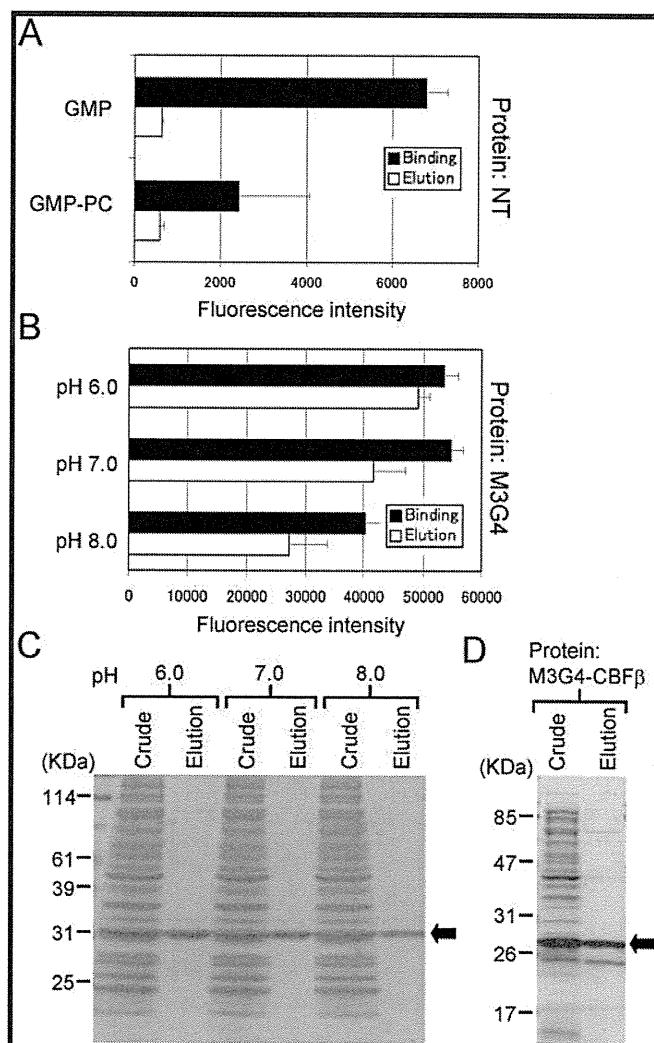 A
GMP
GMP-PC
Binding
Elution
Protein: NT
0 2000 4000 6000 8000
Fluorescence intensity
B
pH 6.0
pH 7.0
pH 8.0
Binding
Elution
Protein: M3G4
0 10000 20000 30000 40000 50000 60000
Fluorescence intensity
C
pH 6.0 7.0 8.0
Crude Elution Crude Elution Crude Elution
(KDa)
114
61
39
31
25
D
Protein:
M3G4-CBFβ
Crude Elution
(KDa)
85
47
31
26
17